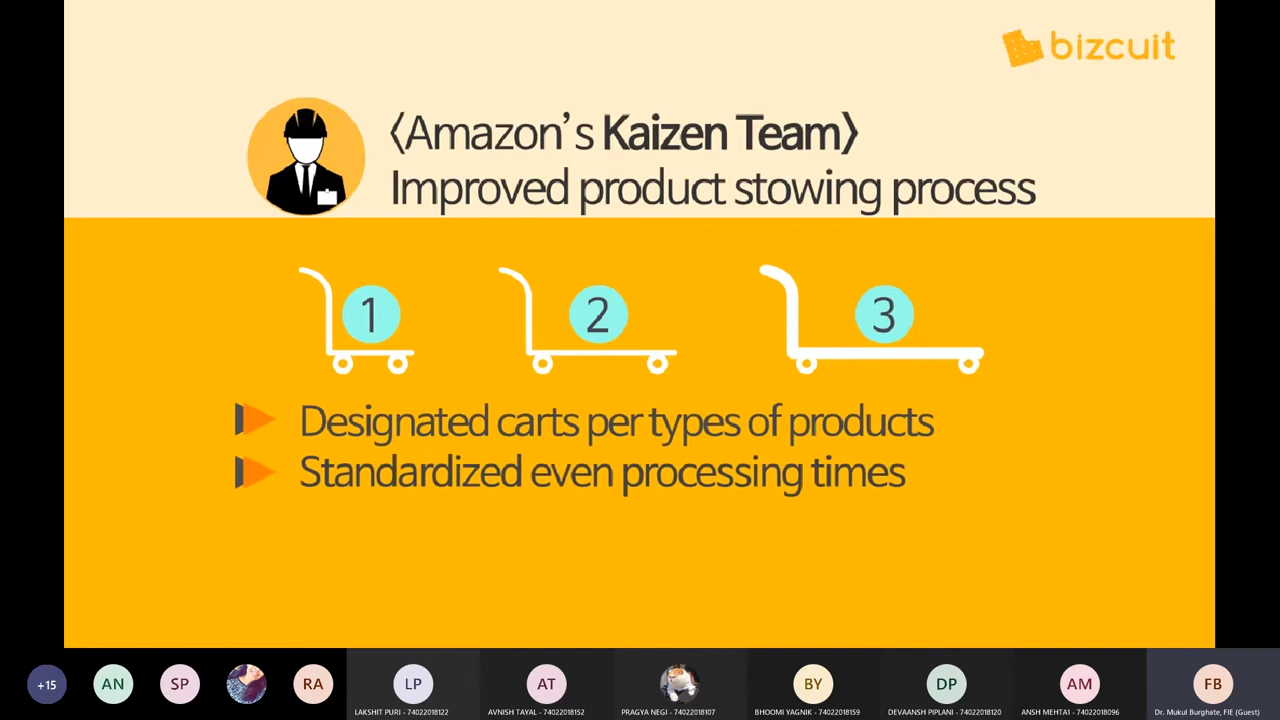 bizcuit
〈Amazon's Kaizen Team〉
Improved product stowing process
1 2 3
Designated carts per types of products
Standardized even processing times
+15 AN SP RA LP AT BY DP AM FB
LAKSHIT PURI - 74022018122 AVNISH TAYAL - 74022018152 PRAGYA NEGI - 74022018107 BHOOMI YAGNIK - 74022018159 DEVAANSH PIPLANI - 74022018120 ANSH MEHTA1 - 74022018096 Dr. Mukul Burghate, FIE (Guest)